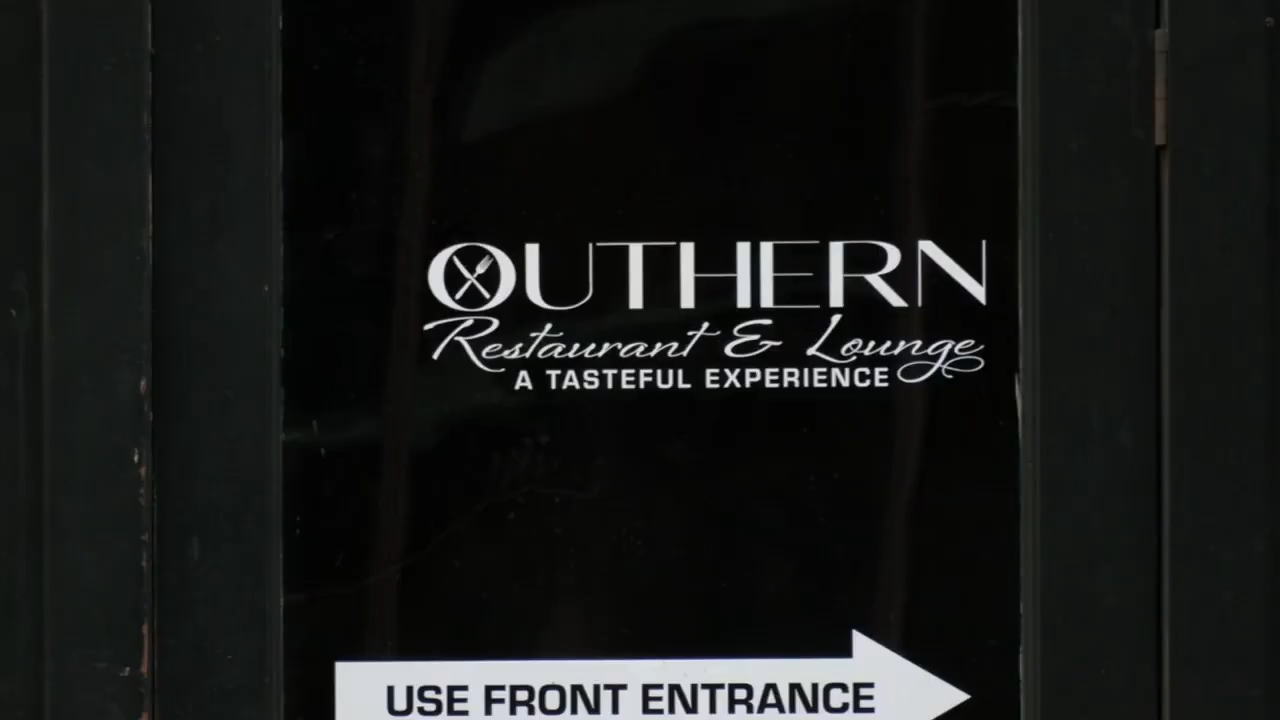 OUTHERN
Restaurant & Lounge
A TASTEFUL EXPERIENCE
USE FRONT ENTRANCE